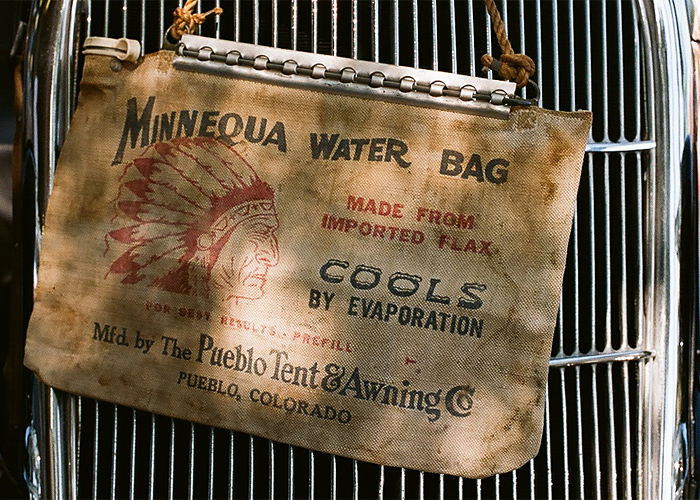 MINNEQUA WATER BAG
MADE FROM
IMPORTED FLAX
COOLS
BY EVAPORATION
FOR BEST RESULTS, PREFILL
Mfd. by The Pueblo Tent & Awning Co
PUEBLO, COLORADO